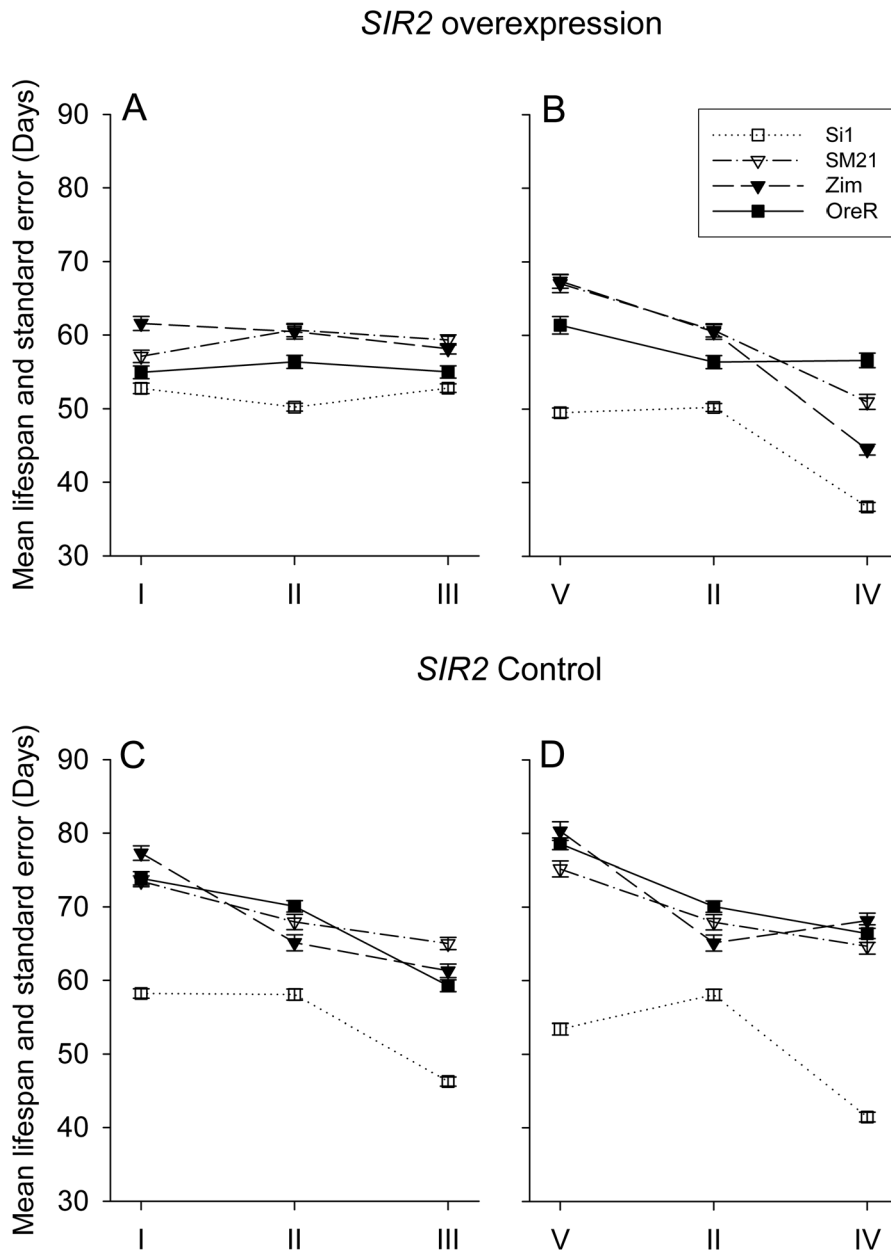 SIR2 overexpression
Mean lifespan and standard error (Days)
A
90
80
70
60
50
40
30
I II III
B
Si1
SM21
Zim
OreR
V II IV
SIR2 Control
Mean lifespan and standard error (Days)
C
90
80
70
60
50
40
30
I II III
D
V II IV